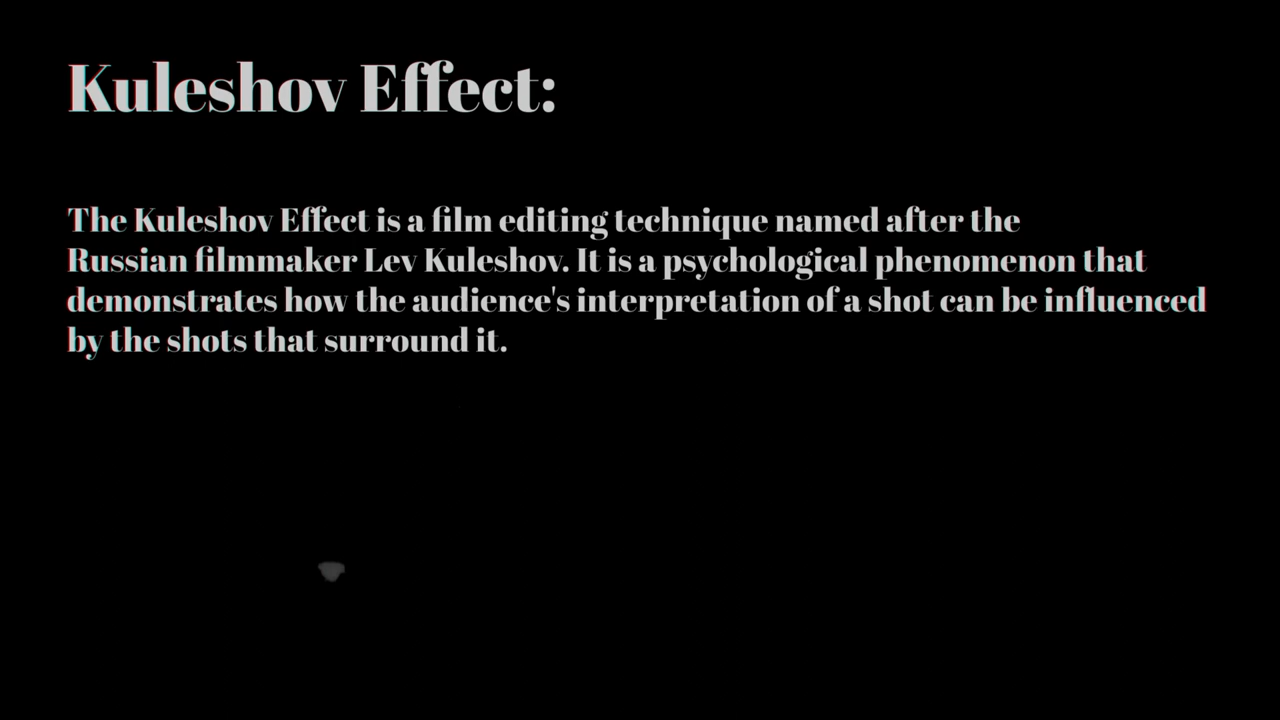 Kuleshov Effect:
The Kuleshov Effect is a film editing technique named after the
Russian filmmaker Lev Kuleshov. It is a psychological phenomenon that
demonstrates how the audience's interpretation of a shot can be influenced
by the shots that surround it.